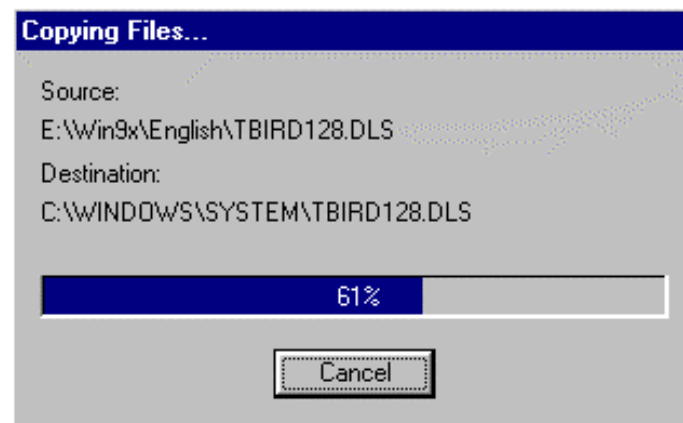 Copying Files...
Source:
E:\Win9x\English\TBIRD128.DLS
Destination:
C:\WINDOWS\SYSTEM\TBIRD128.DLS
61%
Cancel